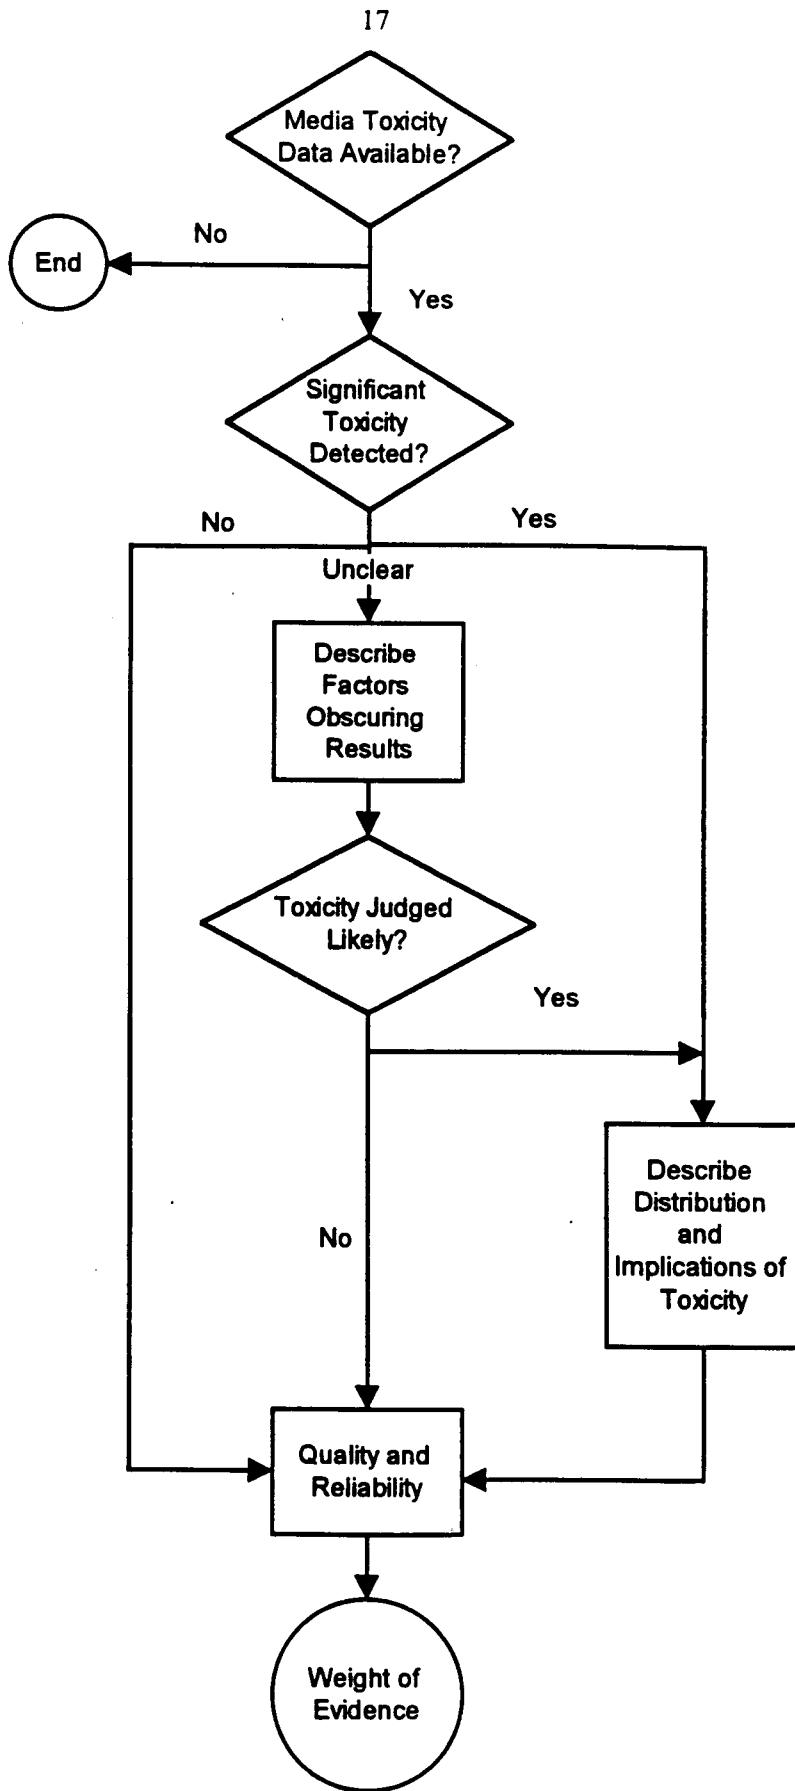 17
Media Toxicity
Data Available?
No
End
Yes
Significant
Toxicity
Detected?
No
Yes
Unclear
Describe
Factors
Obscuring
Results
Toxicity Judged
Likely?
Yes
Describe
Distribution
and
Implications of
Toxicity
No
Quality and
Reliability
Weight of
Evidence